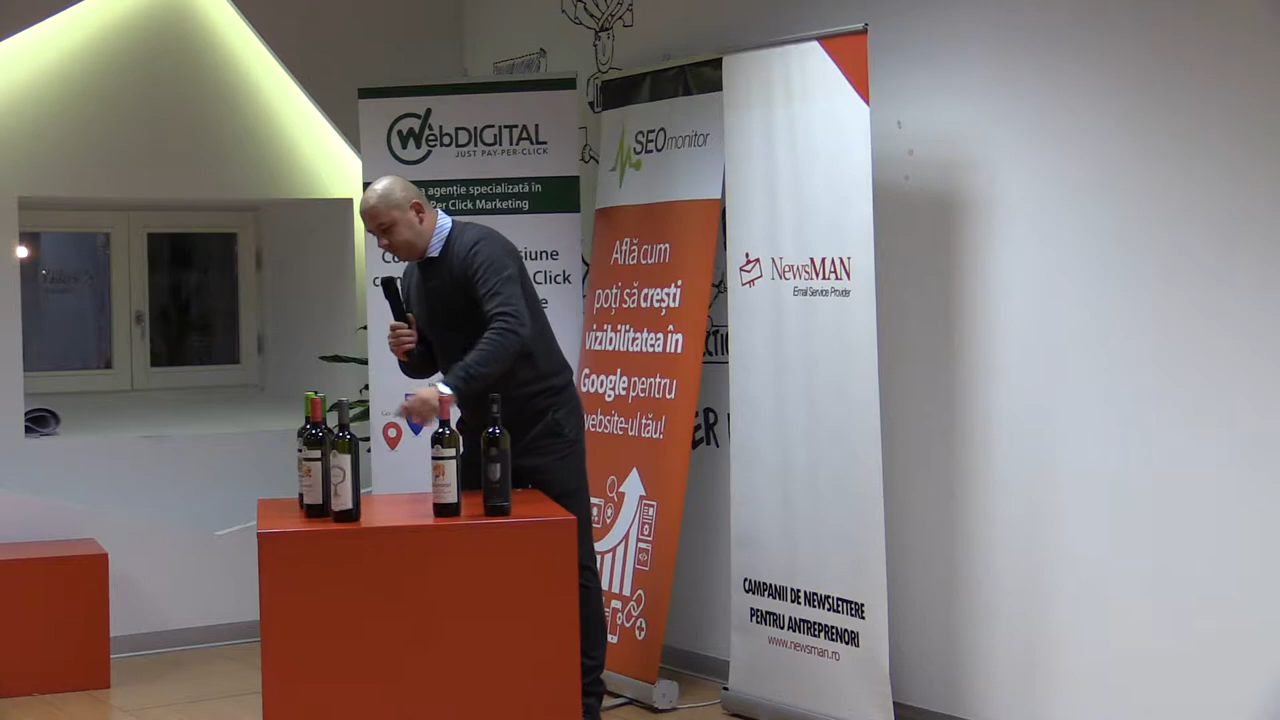 WebDIGITAL
JUST PAY-PER-CLICK
agenție specializată în
Per Click Marketing
Click
SEOmonitor
Află cum
poți să crești
vizibilitatea în
Google pentru
website-ul tău!
NewsMAN
Email Service Provider
CAMPANII DE NEWSLETTERE
PENTRU ANTREPRENORI
www.newsman.ro